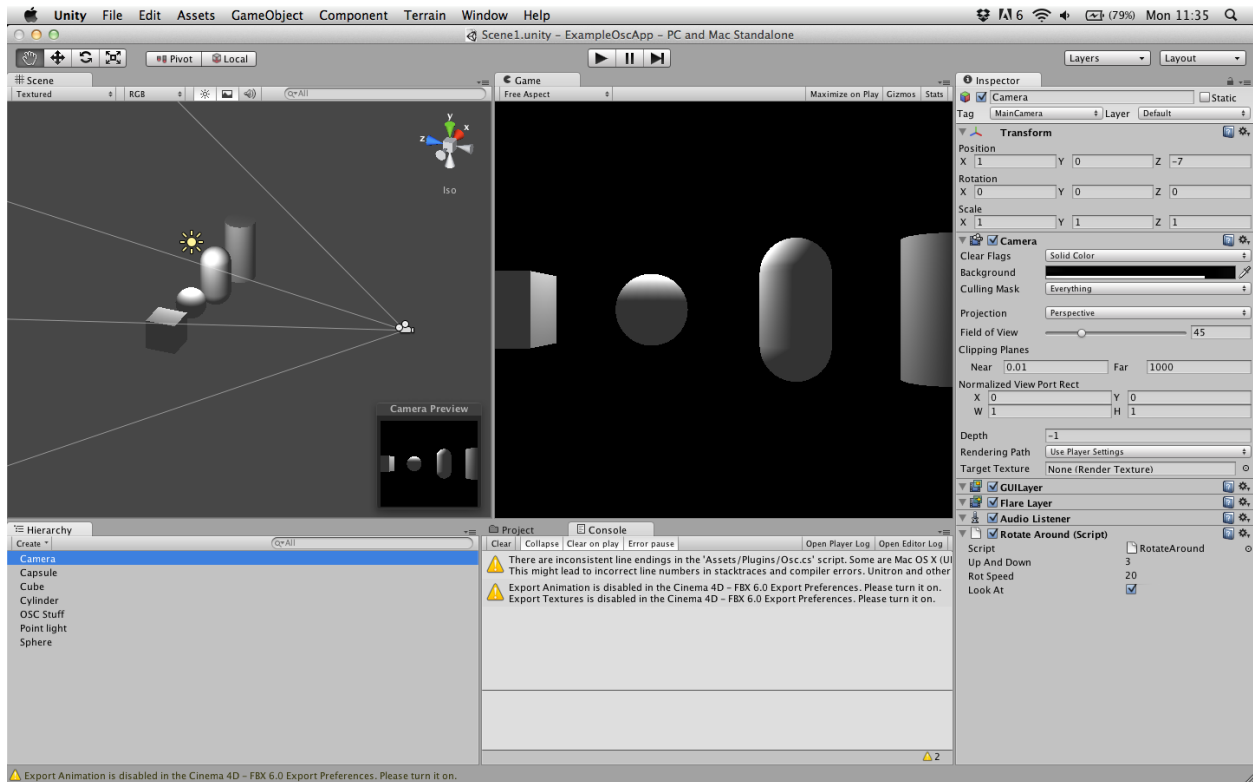 Unity File Edit Assets GameObject Component Terrain Window Help 6 (79%) Mon 11:35
Scene1.unity – ExampleOscApp – PC and Mac Standalone
Pivot Local Layers Layout
Scene
Textured RGB All
y
x
z
Iso
Camera Preview
Game
Free Aspect Maximize on Play Gizmos Stats
Inspector
Camera Static
Tag MainCamera Layer Default
Transform
Position
X 1 Y 0 Z -7
Rotation
X 0 Y 0 Z 0
Scale
X 1 Y 1 Z 1
Camera
Clear Flags Solid Color
Background
Culling Mask Everything
Projection Perspective
Field of View 45
Clipping Planes
Near 0.01 Far 1000
Normalized View Port Rect
X 0 Y 0
W 1 H 1
Depth -1
Rendering Path Use Player Settings
Target Texture None (Render Texture)
GUILayer
Flare Layer
Audio Listener
Rotate Around (Script)
Script RotateAround
Up And Down 3
Rot Speed 20
Look At
Hierarchy
Create All
Camera
Capsule
Cube
Cylinder
OSC Stuff
Point light
Sphere
Project Console
Clear Collapse Clear on play Error pause Open Player Log Open Editor Log
There are inconsistent line endings in the 'Assets/Plugins/Osc.cs' script. Some are Mac OS X (UI
This might lead to incorrect line numbers in stacktraces and compiler errors. Unitron and other
Export Animation is disabled in the Cinema 4D – FBX 6.0 Export Preferences. Please turn it on.
Export Textures is disabled in the Cinema 4D – FBX 6.0 Export Preferences. Please turn it on.
2
Export Animation is disabled in the Cinema 4D – FBX 6.0 Export Preferences. Please turn it on.